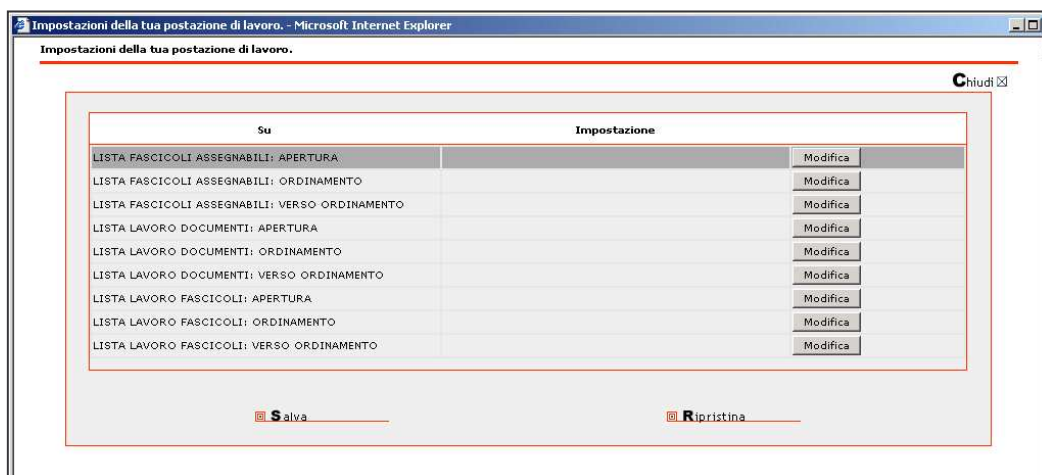 Impostazioni della tua postazione di lavoro. - Microsoft Internet Explorer
Impostazioni della tua postazione di lavoro.
Chiudi
Su Impostazione
LISTA FASCICOLI ASSEGNABILI: APERTURA Modifica
LISTA FASCICOLI ASSEGNABILI: ORDINAMENTO Modifica
LISTA FASCICOLI ASSEGNABILI: VERSO ORDINAMENTO Modifica
LISTA LAVORO DOCUMENTI: APERTURA Modifica
LISTA LAVORO DOCUMENTI: ORDINAMENTO Modifica
LISTA LAVORO DOCUMENTI: VERSO ORDINAMENTO Modifica
LISTA LAVORO FASCICOLI: APERTURA Modifica
LISTA LAVORO FASCICOLI: ORDINAMENTO Modifica
LISTA LAVORO FASCICOLI: VERSO ORDINAMENTO Modifica
Salva Ripristina